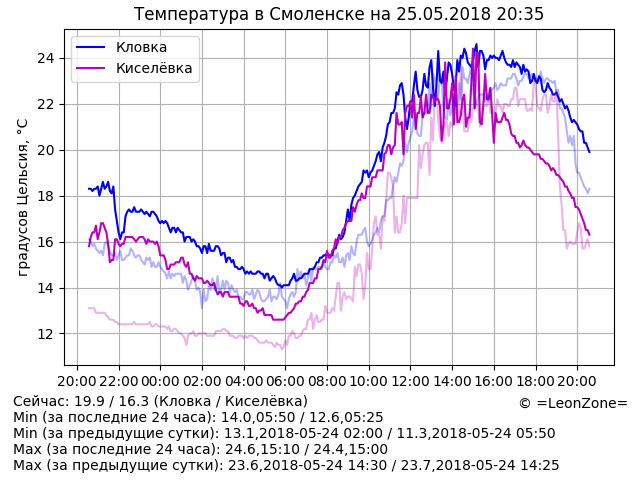 Температура в Смоленске на 25.05.2018 20:35
Кловка
Киселёвка
градусов Цельсия, °C
24
22
20
18
16
14
12
20:00 22:00 00:00 02:00 04:00 06:00 08:00 10:00 12:00 14:00 16:00 18:00 20:00
Сейчас: 19.9 / 16.3 (Кловка / Киселёвка)
© =LeonZone=
Min (за последние 24 часа): 14.0,05:50 / 12.6,05:25
Min (за предыдущие сутки): 13.1,2018-05-24 02:00 / 11.3,2018-05-24 05:50
Max (за последние 24 часа): 24.6,15:10 / 24.4,15:00
Max (за предыдущие сутки): 23.6,2018-05-24 14:30 / 23.7,2018-05-24 14:25